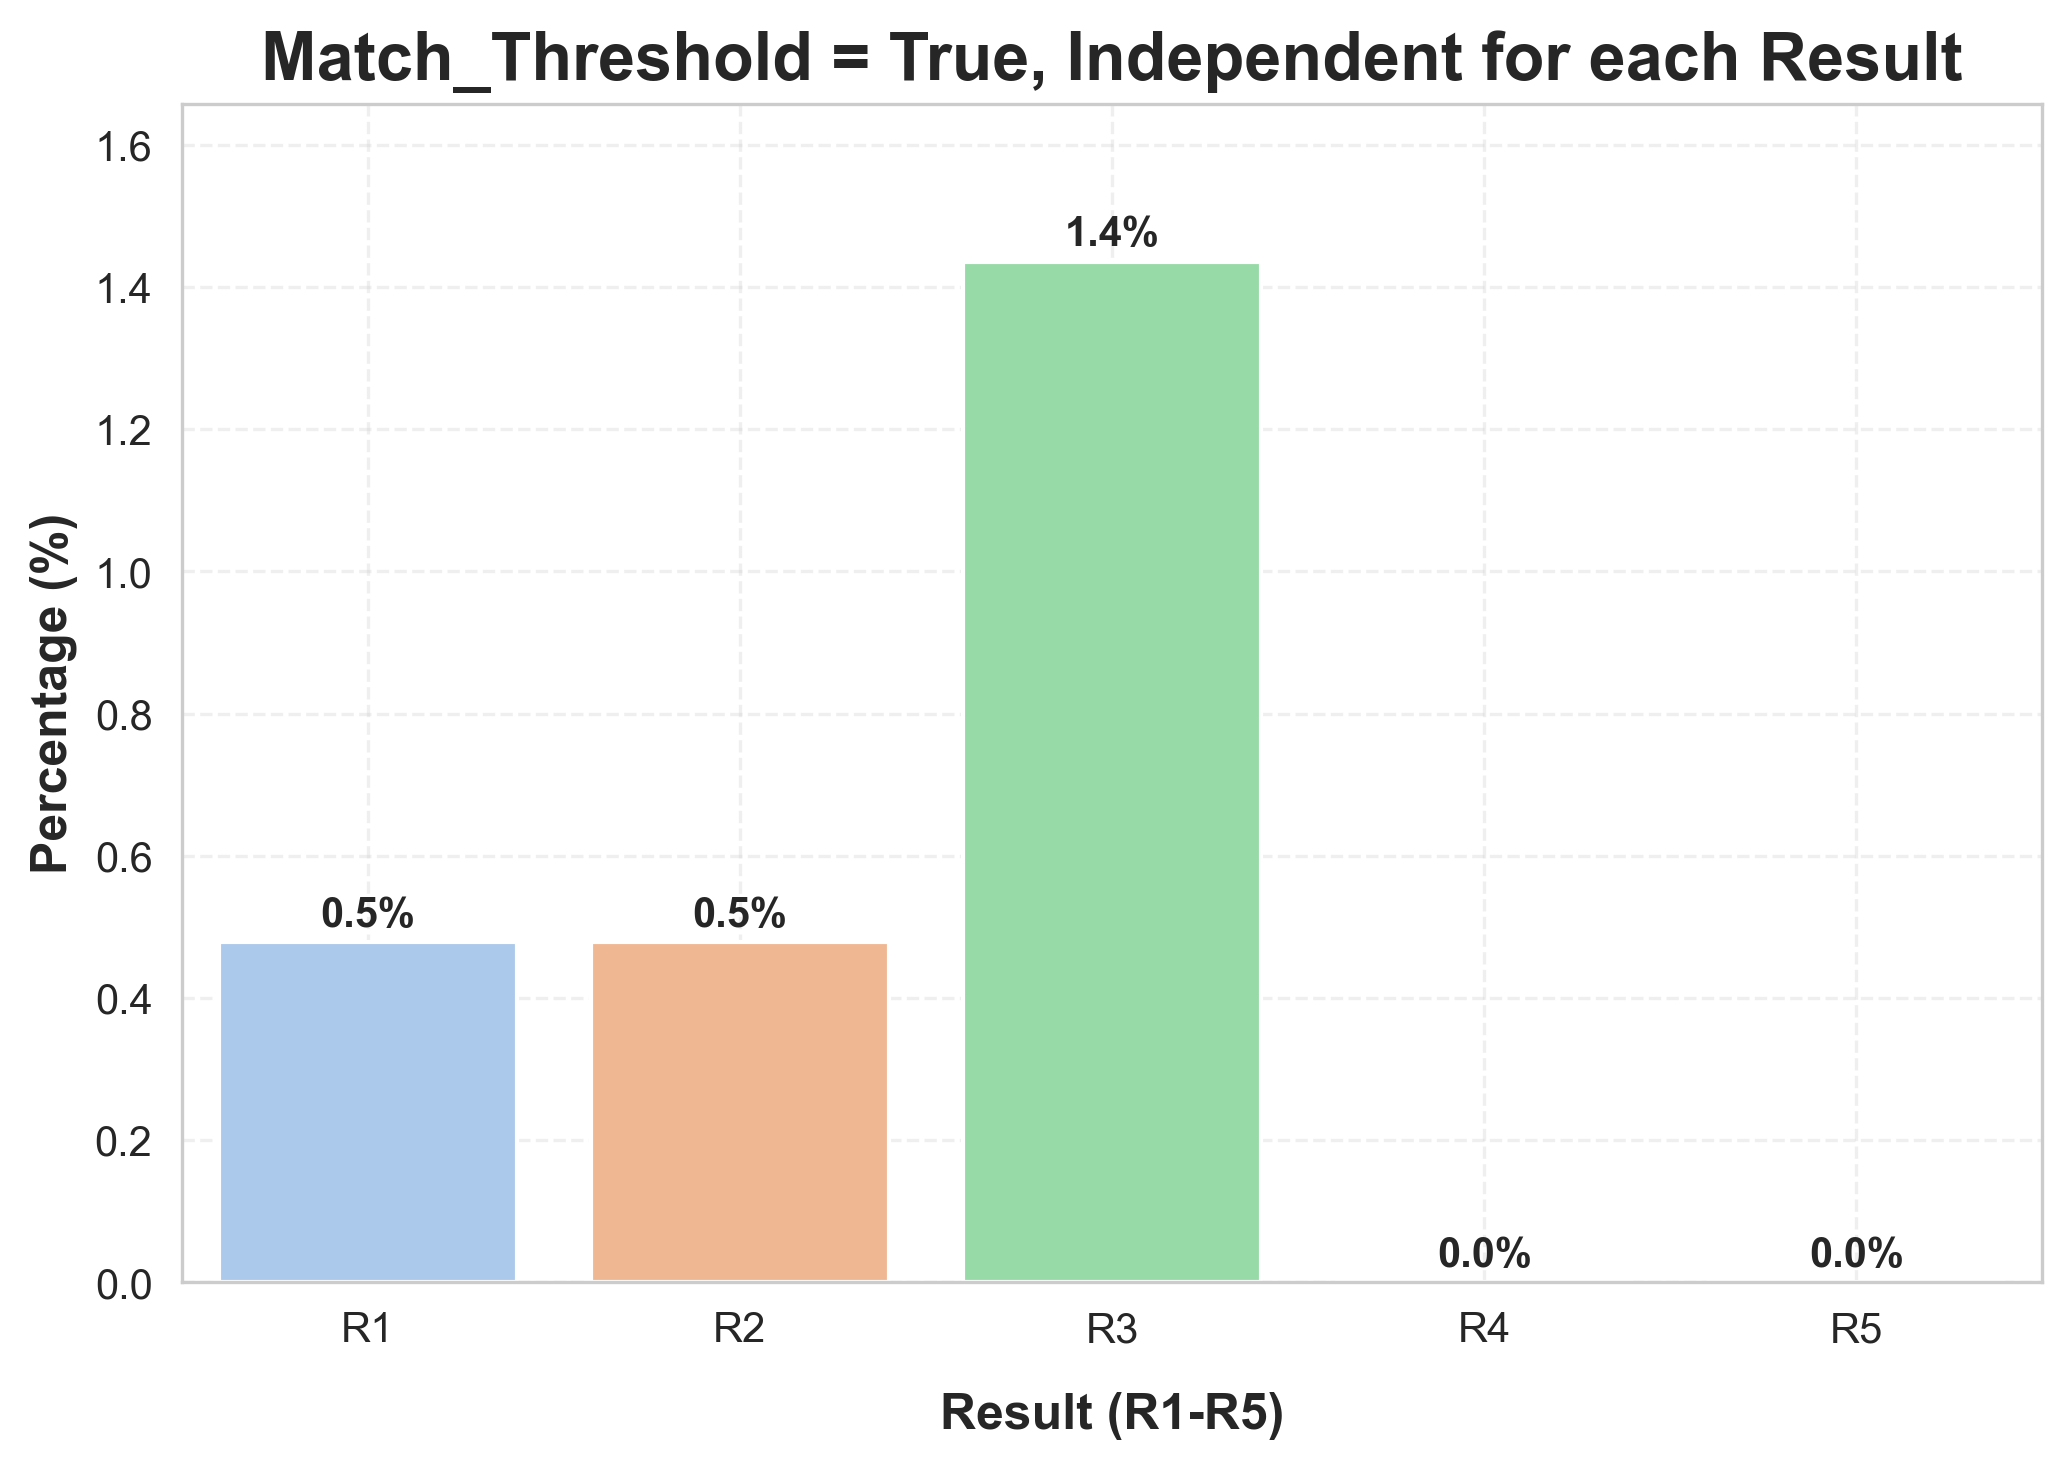 Match_Threshold = True, Independent for each Result
Percentage (%)
1.6
1.4
1.2
1.0
0.8
0.6
0.4
0.2
0.0
0.5%
0.5%
1.4%
0.0%
0.0%
R1
R2
R3
R4
R5
Result (R1-R5)